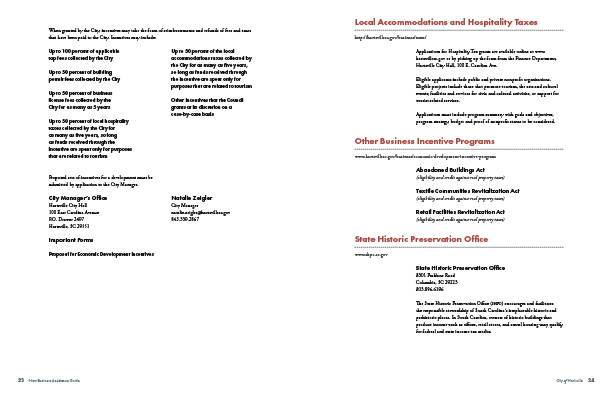 When granted by the City, incentives may take the form of reimbursements and refunds of fees and taxes
that have been paid to the City. Incentives may include:
Up to 100 percent of applicable
tap fees collected by the City
Up to 50 percent of building
permit fees collected by the City
Up to 50 percent of business
license fees collected by the
City for as many as 5 years
Up to 50 percent of local hospitality
taxes collected by the City for
as many as five years, so long
as funds received through the
incentive are spent only for purposes
that are related to tourism
Up to 50 percent of the local
accommodations taxes collected by
the City for as many as five years,
so long as funds received through
the incentive are spent only for
purposes that are related to tourism
Other incentives that the Council
grants at its discretion on a
case-by-case basis
Proposed use of incentives for a development must be
submitted by application to the City Manager.
City Manager's Office
Hartsville City Hall
100 East Carolina Avenue
P.O. Drawer 2497
Hartsville, SC 29551
Natalie Zeigler
City Manager
natalie.zeigler@hartsvillesc.gov
843.383.3017
Important Forms
Proposal for Economic Development Incentives
23 New Business Assistance Guide
Local Accommodations and Hospitality Taxes
http://hartsvillesc.gov/business/taxes/
Applications for Hospitality Tax grants are available online at www.
hartsvillesc.gov or by picking up the form from the Finance Department,
Hartsville City Hall, 100 E. Carolina Ave.
Eligible applicants include public and private nonprofit organizations.
Eligible projects include those that promote tourism, the arts and cultural
events, facilities and services for civic and cultural activities, or support for
tourist-related services.
Applications must include program summary with goals and objectives,
program strategy, budget and proof of nonprofit status to be considered.
Other Business Incentive Programs
www.hartsvillesc.gov/business/economic-development/incentive-programs
Abandoned Buildings Act
(eligibility and credits against real property taxes)
Textile Communities Revitalization Act
(eligibility and credits against real property taxes)
Retail Facilities Revitalization Act
(eligibility and credits against real property taxes)
State Historic Preservation Office
www.shpo.sc.gov
State Historic Preservation Office
8301 Parklane Road
Columbia, SC 29223
803.896.6196
The State Historic Preservation Office (SHPO) encourages and facilitates
the responsible stewardship of South Carolina's irreplaceable historic and
prehistoric places. In South Carolina, owners of historic buildings that
produce income such as offices, retail stores, and rental housing may qualify
for federal and state income tax credits.
City of Hartsville 24